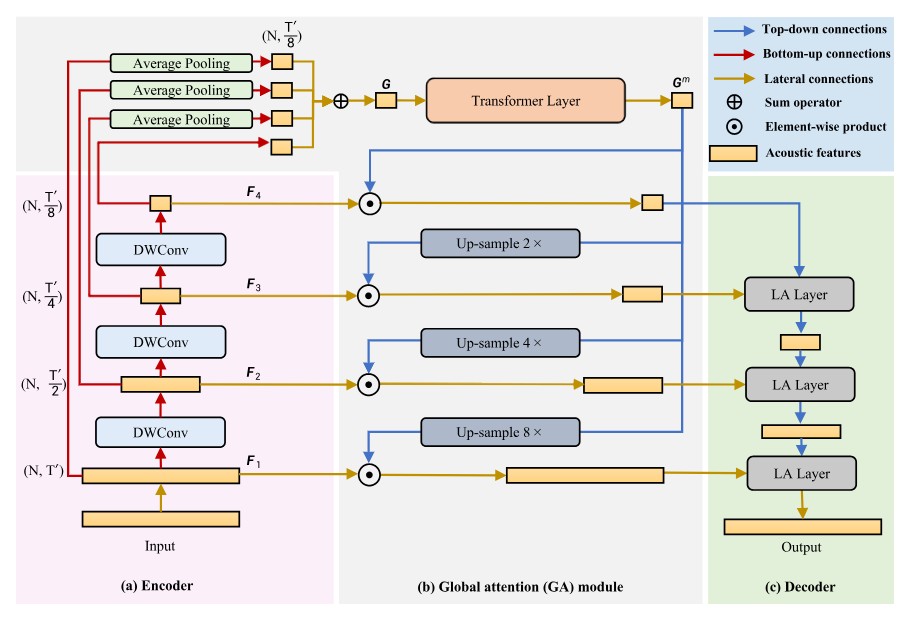 (N, T′/8)
Average Pooling
Average Pooling
Average Pooling
G
Transformer Layer
Gᵐ
Top-down connections
Bottom-up connections
Lateral connections
Sum operator
Element-wise product
Acoustic features
(N, T′/8)
F₄
DWConv
Up-sample 2 ×
(N, T′/4)
F₃
LA Layer
DWConv
Up-sample 4 ×
(N, T′/2)
F₂
LA Layer
DWConv
Up-sample 8 ×
(N, T′)
F₁
LA Layer
Input
Output
(a) Encoder
(b) Global attention (GA) module
(c) Decoder